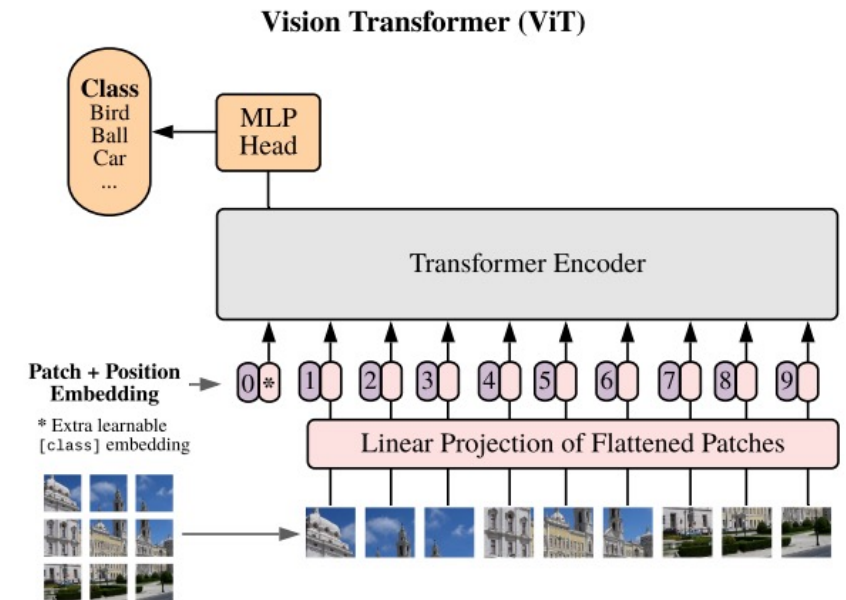 Vision Transformer (ViT)
Class
Bird
Ball
Car
...
MLP
Head
Transformer Encoder
Patch + Position
Embedding
0 * 1 2 3 4 5 6 7 8 9
* Extra learnable
[class] embedding
Linear Projection of Flattened Patches